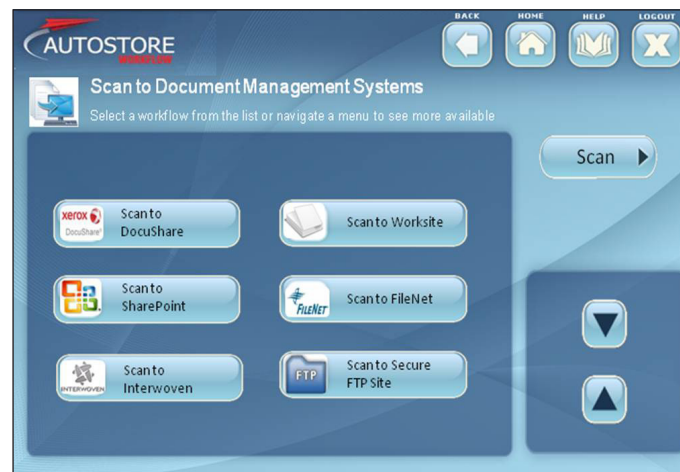 BACK HOME HELP LOGOUT
AUTOSTORE
WORKFLOW
Scan to Document Management Systems
Select a workflow from the list or navigate a menu to see more available
Scan
xerox
DocuShare
Scan to
DocuShare
Scan to Worksite
Scan to
SharePoint
FILENET
Scan to FileNet
INTERWOVEN
Scan to
Interwoven
FTP
Scan to Secure
FTP Site